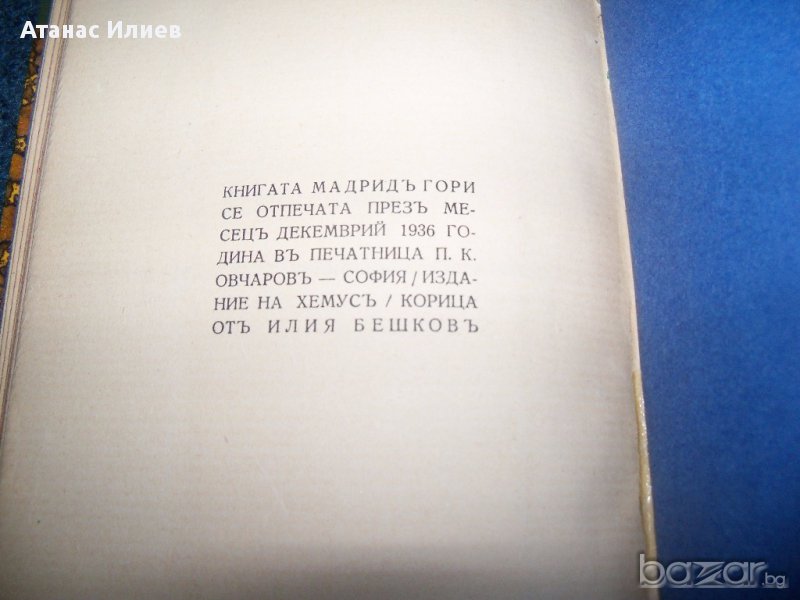 Атанас Илиев
КНИГАТА МАДРИДЪ ГОРИ
СЕ ОТПЕЧАТА ПРЕЗЪ МЕ-
СЕЦЪ ДЕКЕМВРИЙ 1936 ГО-
ДИНА ВЪ ПЕЧАТНИЦА П. К.
ОВЧАРОВЪ — СОФИЯ / ИЗДА-
НИЕ НА ХЕМУСЪ / КОРИЦА
ОТЪ ИЛИЯ БЕШКОВЪ
bazar.bg